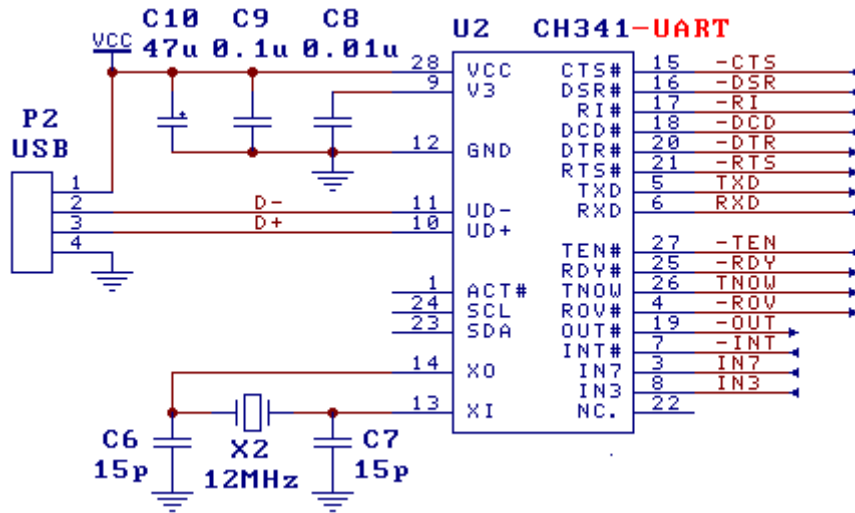 C10 C9 C8
VCC 47u 0.1u 0.01u
U2 CH341-UART
P2
USB
1
2 D-
3 D+
4
28 VCC
9 V3
12 GND
11 UD-
10 UD+
1 ACT#
24 SCL
23 SDA
14 XO
13 XI
CTS# 15 -CTS
DSR# 16 -DSR
RI# 17 -RI
DCD# 18 -DCD
DTR# 20 -DTR
RTS# 21 -RTS
TXD 5 TXD
RXD 6 RXD
TEN# 27 -TEN
RDY# 25 -RDY
TNOW 26 TNOW
ROV# 4 -ROV
OUT# 19 -OUT
INT# 7 -INT
IN7 3 IN7
IN3 8 IN3
NC. 22
C6 X2 C7
15p 12MHz 15p